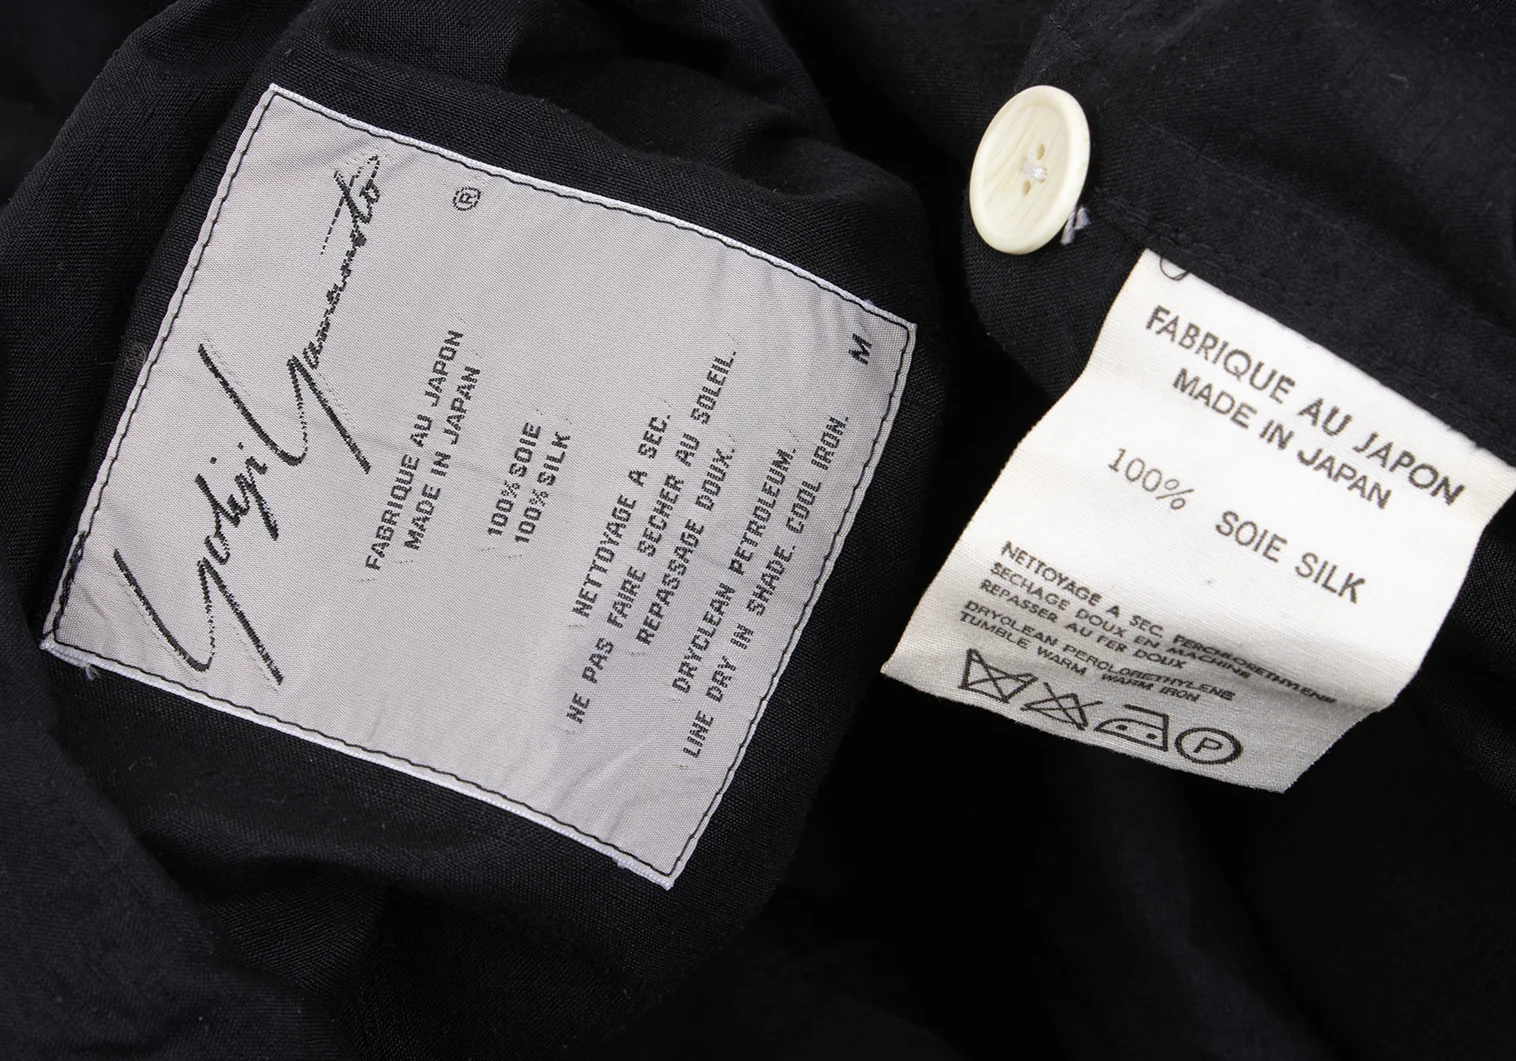 Yohji Yamamoto
®
FABRIQUE AU JAPON
MADE IN JAPAN
100% SOIE
100% SILK
NETTOYAGE A SEC.
NE PAS FAIRE SECHER AU SOLEIL.
REPASSAGE DOUX.
DRYCLEAN PETROLEUM.
LINE DRY IN SHADE. COOL IRON.
M
FABRIQUE AU JAPON
MADE IN JAPAN
100% SOIE SILK
NETTOYAGE A SEC, PERCHLORETHYLENE
SECHAGE DOUX EN MACHINE
REPASSER AU FER DOUX
DRYCLEAN PERCLORIETHYLENE
TUMBLE WARM WARM IRON
P